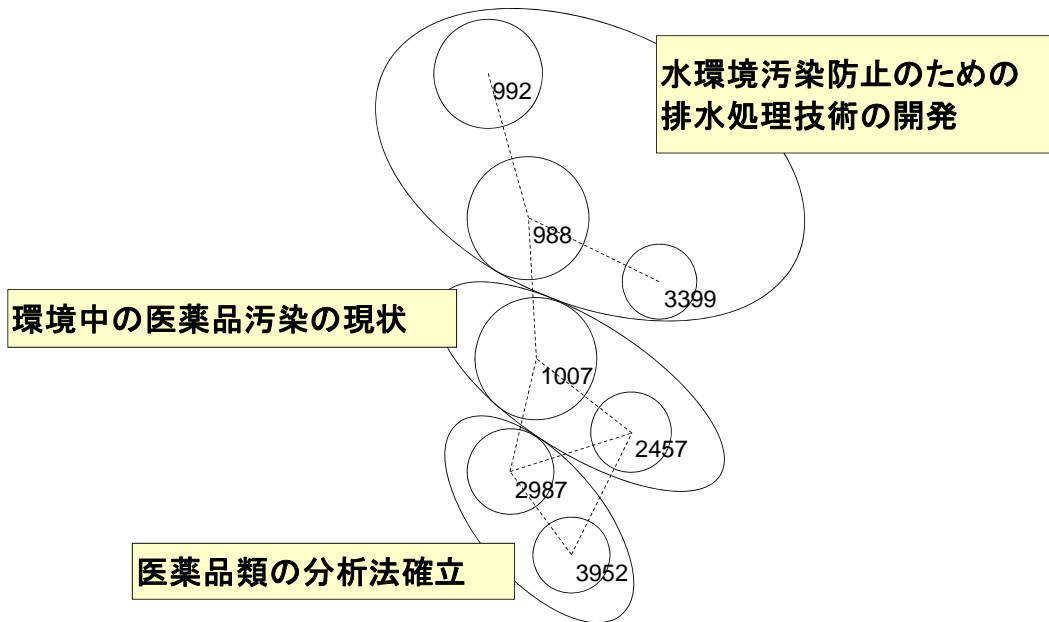 992
水環境汚染防止のための
排水処理技術の開発
988
3399
環境中の医薬品汚染の現状
1007
2457
2987
医薬品類の分析法確立
3952